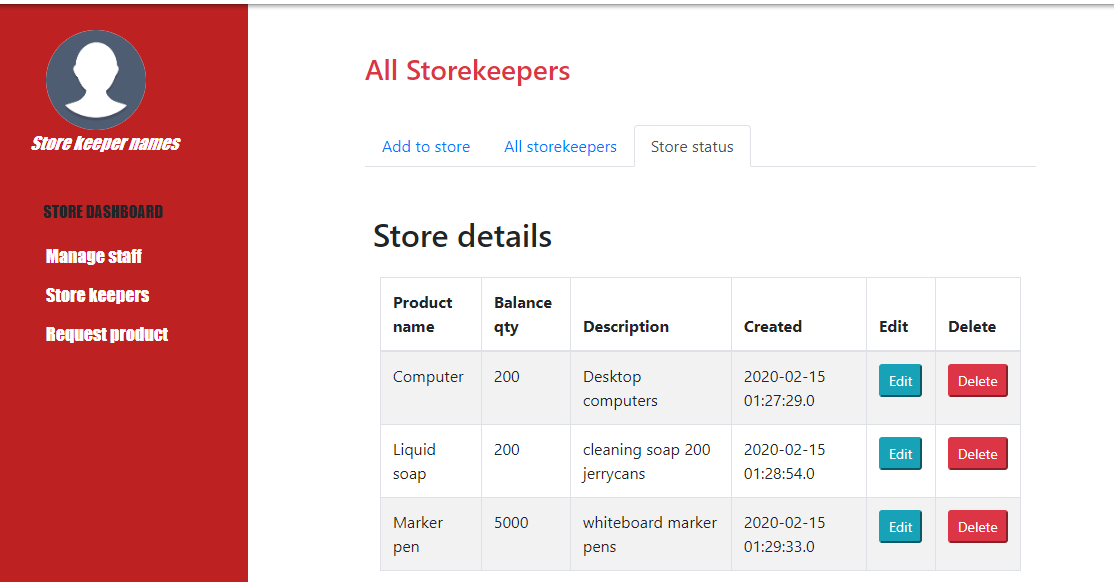 Store keeper names
STORE DASHBOARD
Manage staff
Store keepers
Request product
All Storekeepers
Add to store All storekeepers Store status
Store details
Product name Balance qty Description Created Edit Delete
Computer 200 Desktop computers 2020-02-15 01:27:29.0 Edit Delete
Liquid soap 200 cleaning soap 200 jerrycans 2020-02-15 01:28:54.0 Edit Delete
Marker pen 5000 whiteboard marker pens 2020-02-15 01:29:33.0 Edit Delete